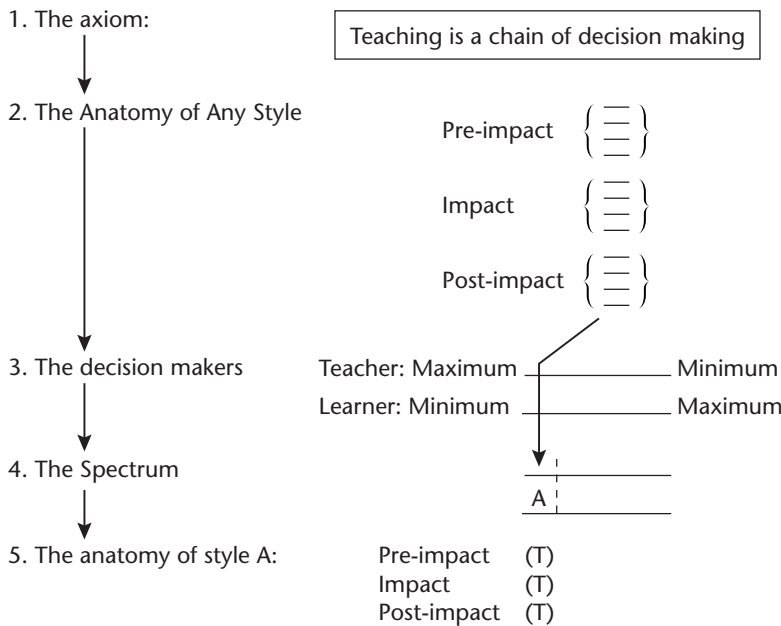 1. The axiom:
Teaching is a chain of decision making
2. The Anatomy of Any Style
Pre-impact
Impact
Post-impact
3. The decision makers
Teacher: Maximum Minimum
Learner: Minimum Maximum
4. The Spectrum
A
5. The anatomy of style A: Pre-impact (T)
Impact (T)
Post-impact (T)